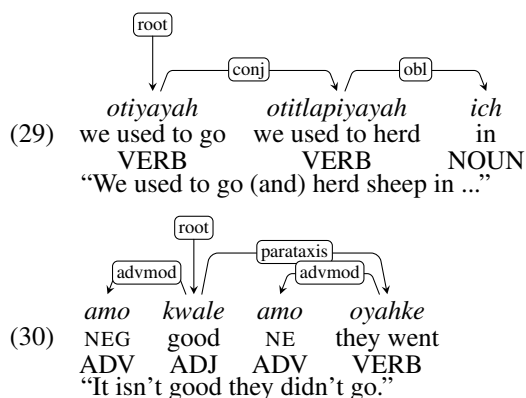 root
conj obl
otiyayah otitlapiyayah ich
(29) we used to go we used to herd in
VERB VERB NOUN
“We used to go (and) herd sheep in ...”
root
parataxis
advmod advmod
amo kwale amo oyahke
(30) NEG good NE they went
ADV ADJ ADV VERB
“It isn't good they didn't go.”